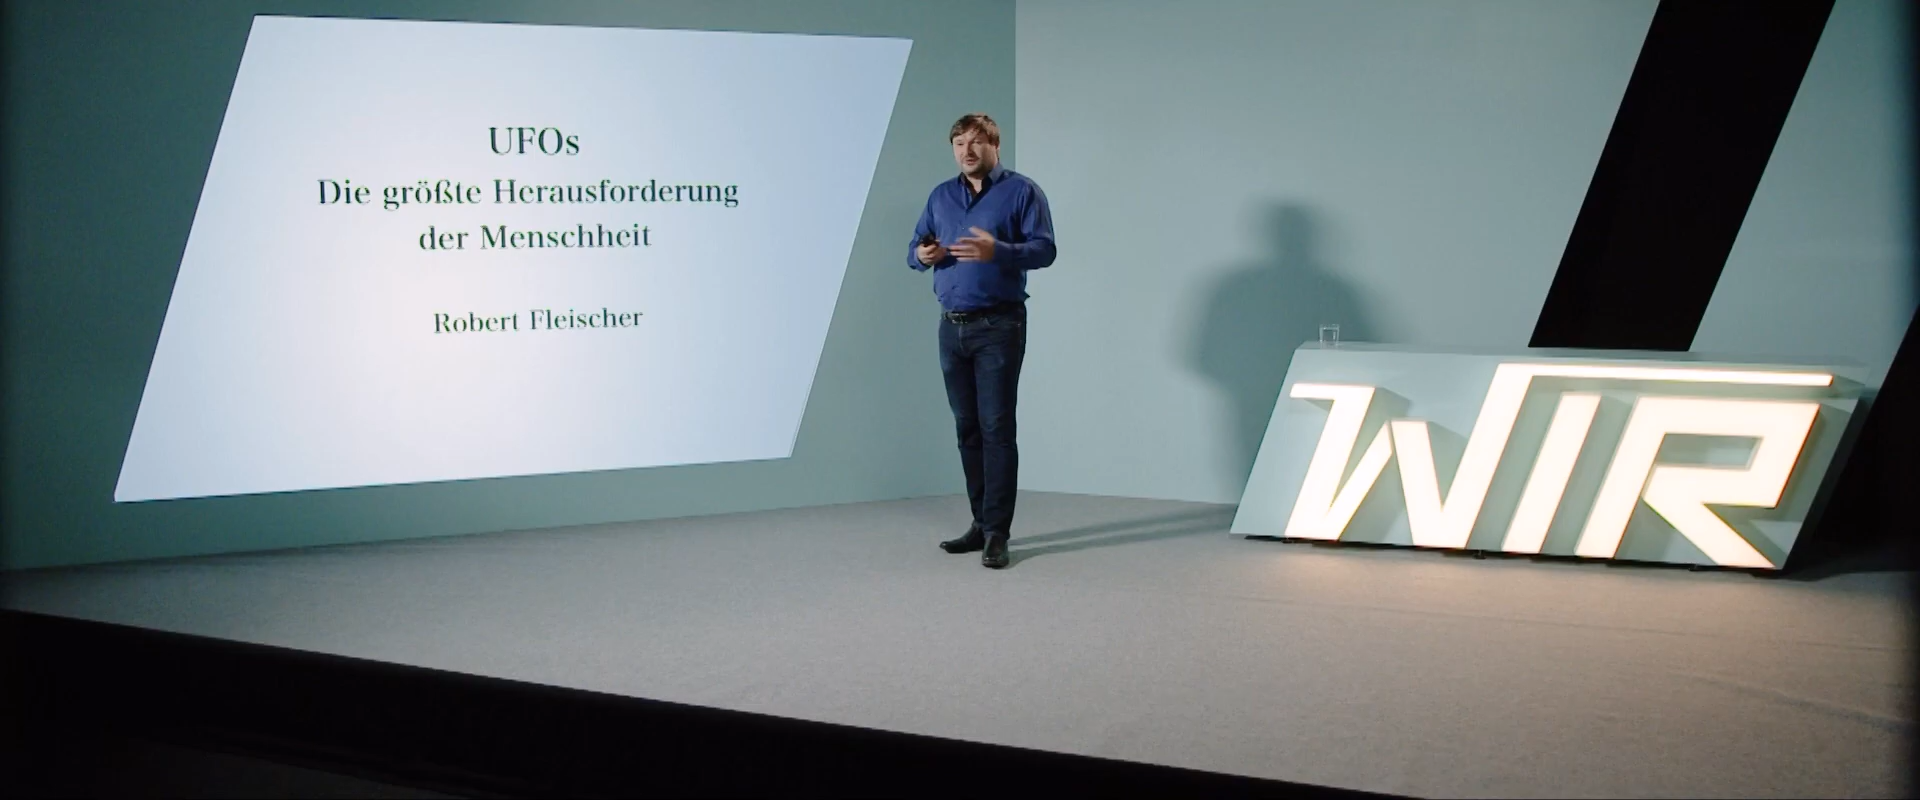 UFOs
Die größte Herausforderung
der Menschheit
Robert Fleischer
WIR